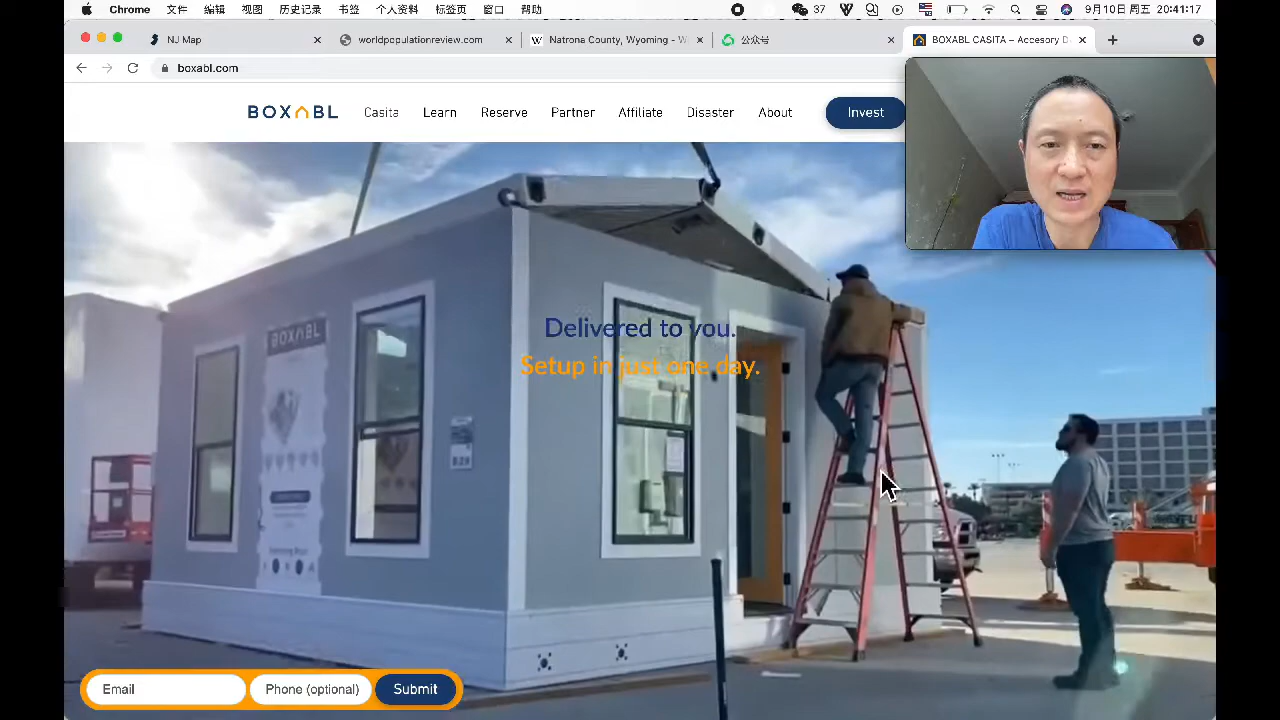 Chrome 文件 编辑 视图 历史记录 书签 个人资料 标签页 窗口 帮助 37 9月10日 周五 20:41:17
NJ Map worldpopulationreview.com Natrona County, Wyoming - W 公众号 BOXABL CASITA – Accesory D
boxabl.com
BOXABL Casita Learn Reserve Partner Affiliate Disaster About Invest
BOXABL
Delivered to you.
Setup in just one day.
Email Phone (optional) Submit